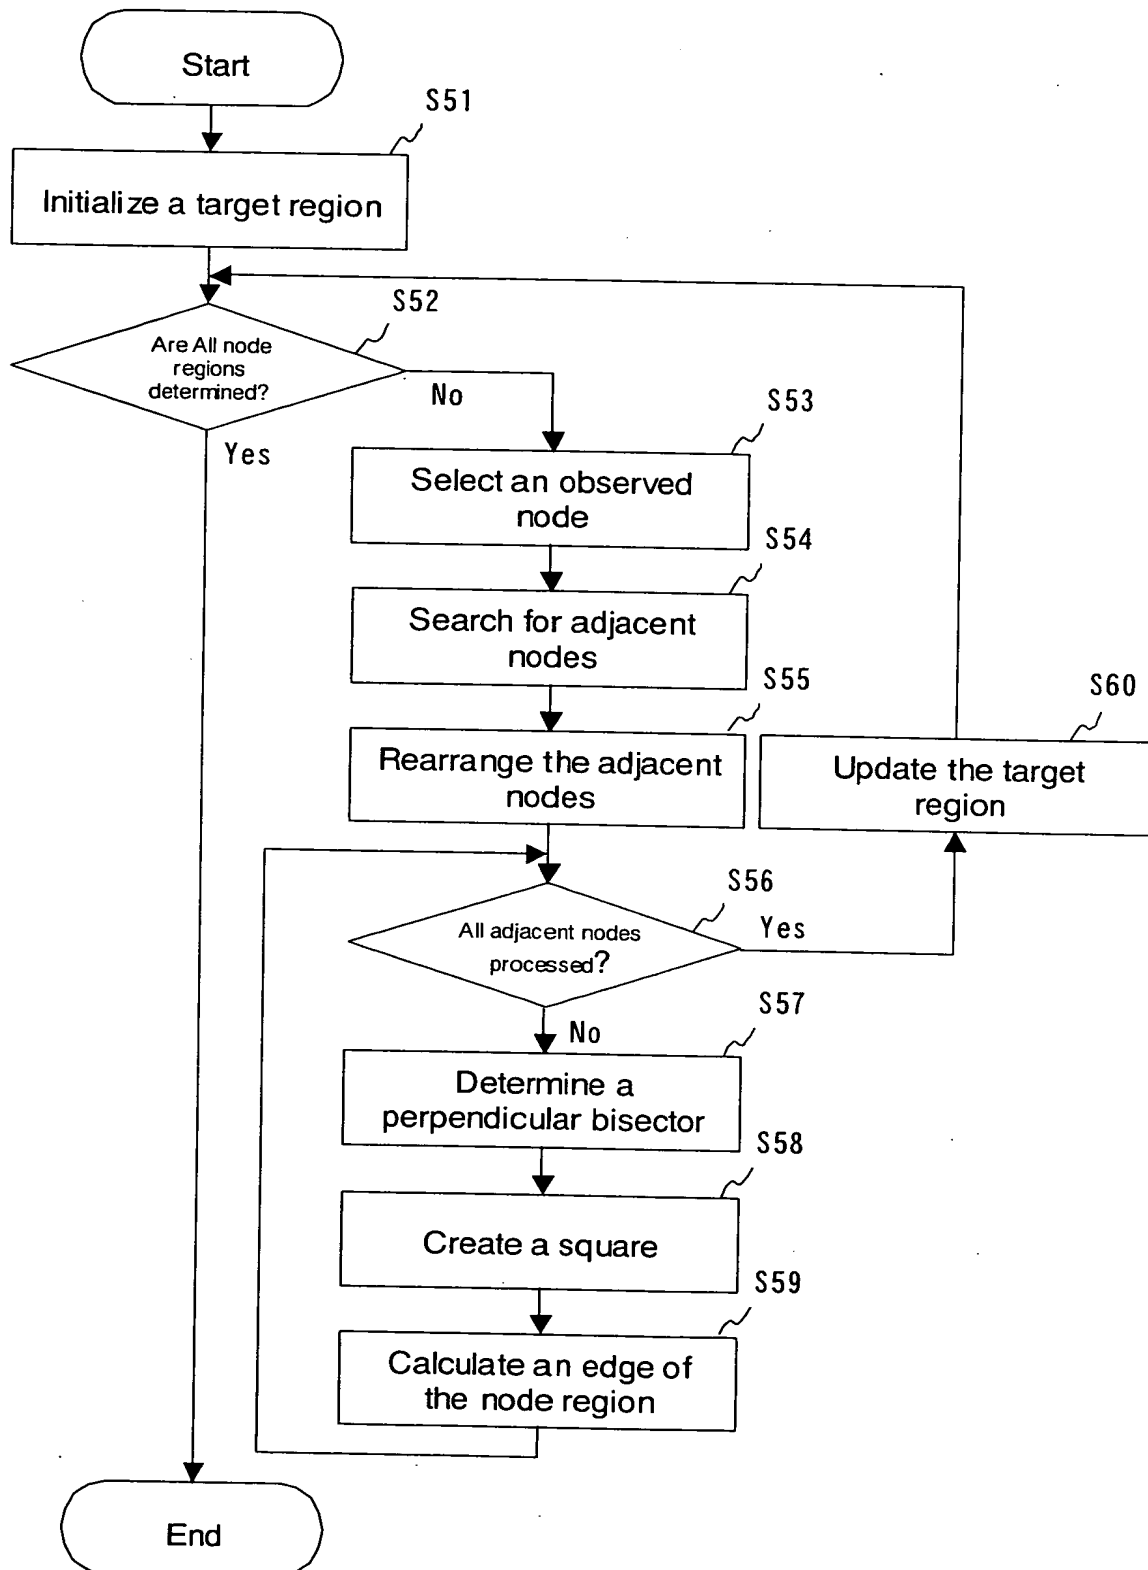 Start
S51
Initialize a target region
S52
Are All node
regions
determined?
No
Yes
S53
Select an observed
node
S54
Search for adjacent
nodes
S55
Rearrange the adjacent
nodes
S60
Update the target
region
S56
All adjacent nodes
processed?
Yes
No
S57
Determine a
perpendicular bisector
S58
Create a square
S59
Calculate an edge of
the node region
End